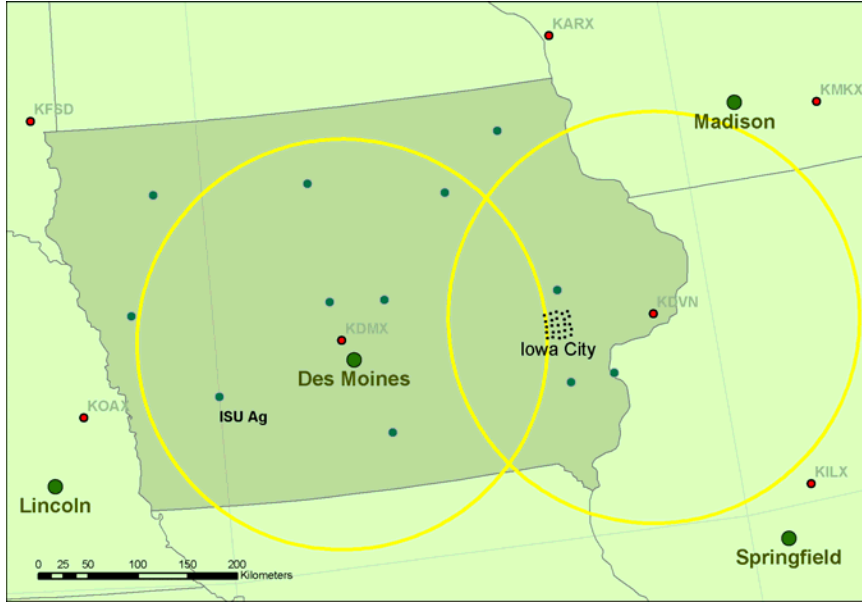 KARX
KMKX
Madison
KFSD
KDVN
Iowa City
KDMX
Des Moines
ISU Ag
KOAX
Lincoln
KILX
Springfield
0 25 50 100 150 200
Kilometers